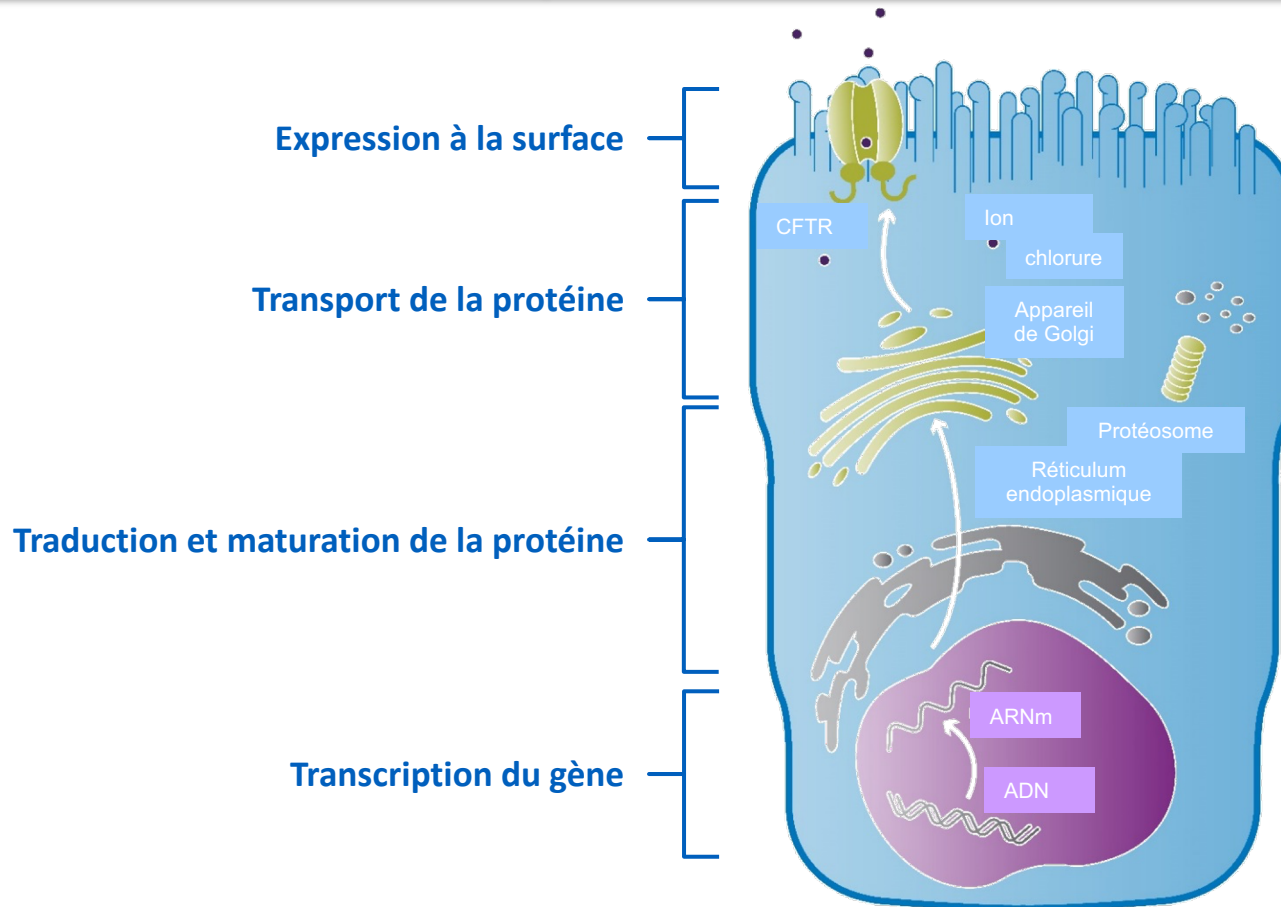 Expression à la surface
CFTR
Ion
chlorure
Transport de la protéine
Appareil
de Golgi
Protéosome
Réticulum
endoplasmique
Traduction et maturation de la protéine
ARNm
Transcription du gène
ADN